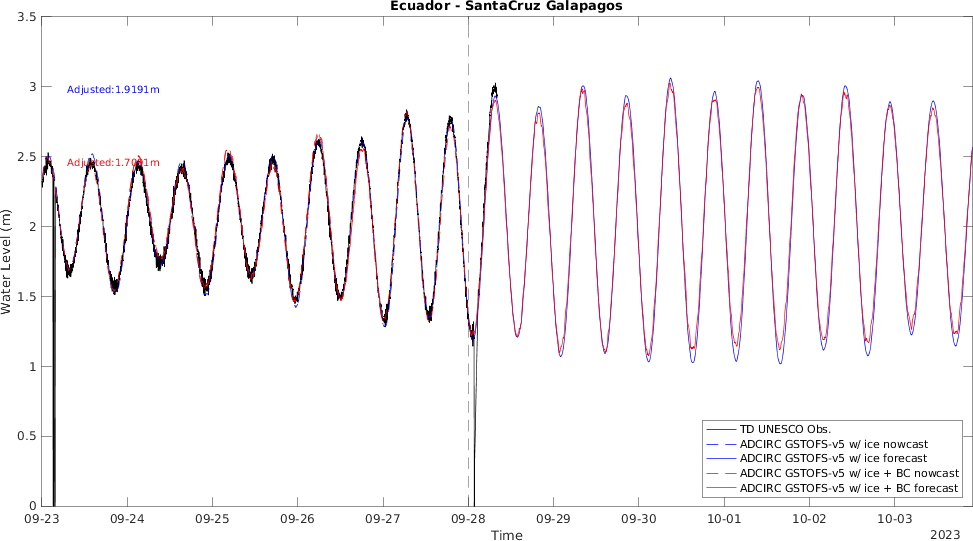 Ecuador - SantaCruz Galapagos
3.5
3
2.5
2
1.5
1
0.5
0
Water Level (m)
Adjusted:1.9191m
TD UNESCO Obs.
ADCIRC GSTOFS-v5 w/ ice nowcast
ADCIRC GSTOFS-v5 w/ ice forecast
ADCIRC GSTOFS-v5 w/ ice + BC nowcast
ADCIRC GSTOFS-v5 w/ ice + BC forecast
09-23 09-24 09-25 09-26 09-27 09-28 09-29 09-30 10-01 10-02 10-03
Time
2023